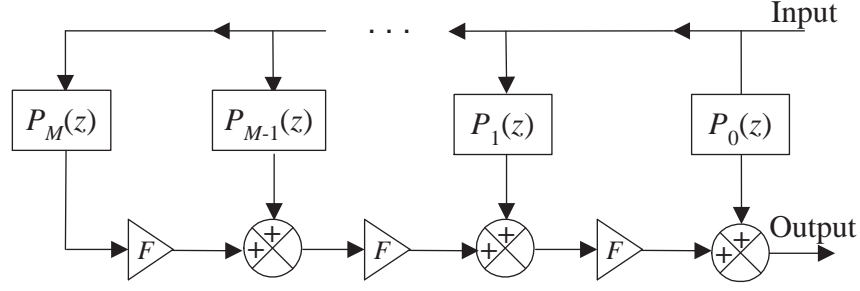 Input
. . .
P_M(z) P_{M-1}(z) P_1(z) P_0(z)
F + + F + + F + + Output